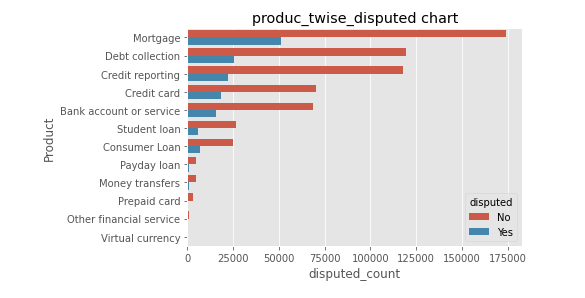 produc_twise_disputed chart
Product
Mortgage
Debt collection
Credit reporting
Credit card
Bank account or service
Student loan
Consumer Loan
Payday loan
Money transfers
Prepaid card
Other financial service
Virtual currency
disputed
No
Yes
0 25000 50000 75000 100000 125000 150000 175000
disputed_count